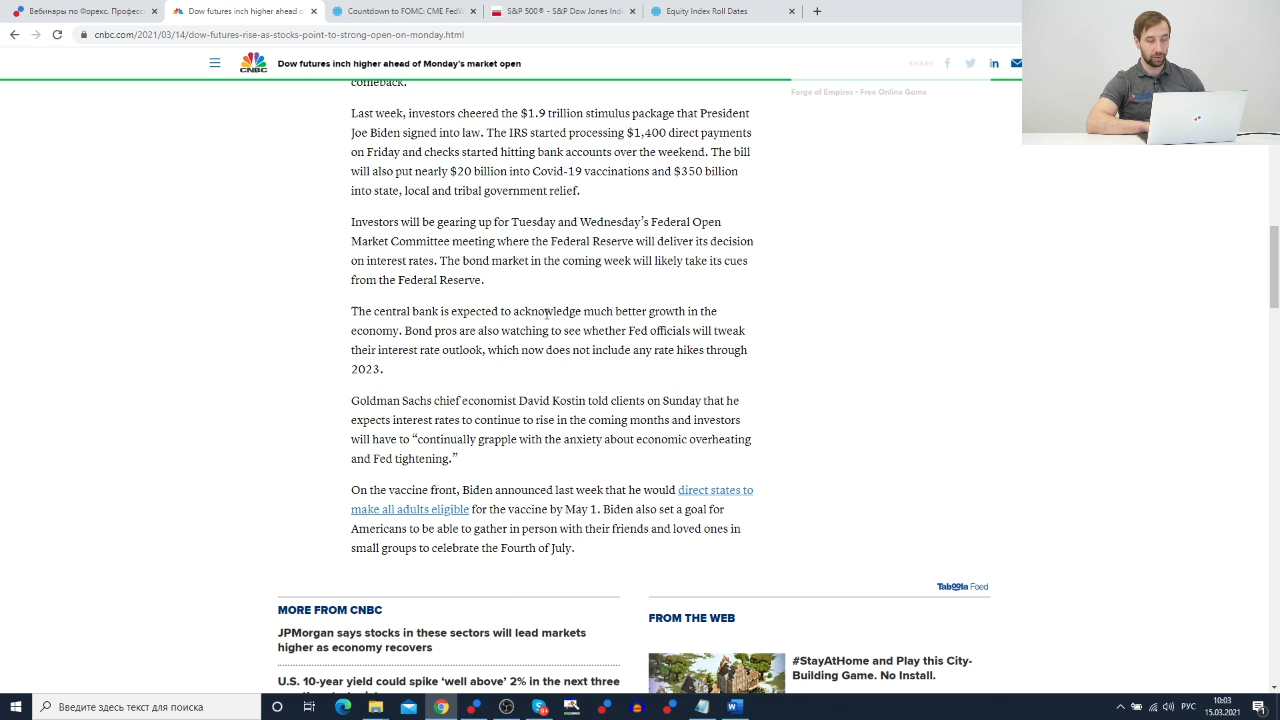 Вебинары по Форекс. Професс
Dow futures rise as stocks point to
Countdown to FOMC: CME FedW
S&P 500® - S&P Dow Jones Ind
Equity Index Roll Dates
cnbc.com/2021/03/14/dow-futures-rise-as-stocks-point-to-strong-open-on-monday.html
CNBC
Dow futures inch higher ahead of Monday's market open
SHARE
comeback.
Forge of Empires - Free Online Game
Last week, investors cheered the $1.9 trillion stimulus package that President
Joe Biden signed into law. The IRS started processing $1,400 direct payments
on Friday and checks started hitting bank accounts over the weekend. The bill
will also put nearly $20 billion into Covid-19 vaccinations and $350 billion
into state, local and tribal government relief.
Investors will be gearing up for Tuesday and Wednesday's Federal Open
Market Committee meeting where the Federal Reserve will deliver its decision
on interest rates. The bond market in the coming week will likely take its cues
from the Federal Reserve.
The central bank is expected to acknowledge much better growth in the
economy. Bond pros are also watching to see whether Fed officials will tweak
their interest rate outlook, which now does not include any rate hikes through
2023.
Goldman Sachs chief economist David Kostin told clients on Sunday that he
expects interest rates to continue to rise in the coming months and investors
will have to “continually grapple with the anxiety about economic overheating
and Fed tightening.”
On the vaccine front, Biden announced last week that he would direct states to
make all adults eligible for the vaccine by May 1. Biden also set a goal for
Americans to be able to gather in person with their friends and loved ones in
small groups to celebrate the Fourth of July.
Taboola Feed
MORE FROM CNBC
JPMorgan says stocks in these sectors will lead markets
higher as economy recovers
U.S. 10-year yield could spike ‘well above’ 2% in the next three
FROM THE WEB
#StayAtHome and Play this City-
Building Game. No Install.
Введите здесь текст для поиска
РУС
10:03
15.03.2021